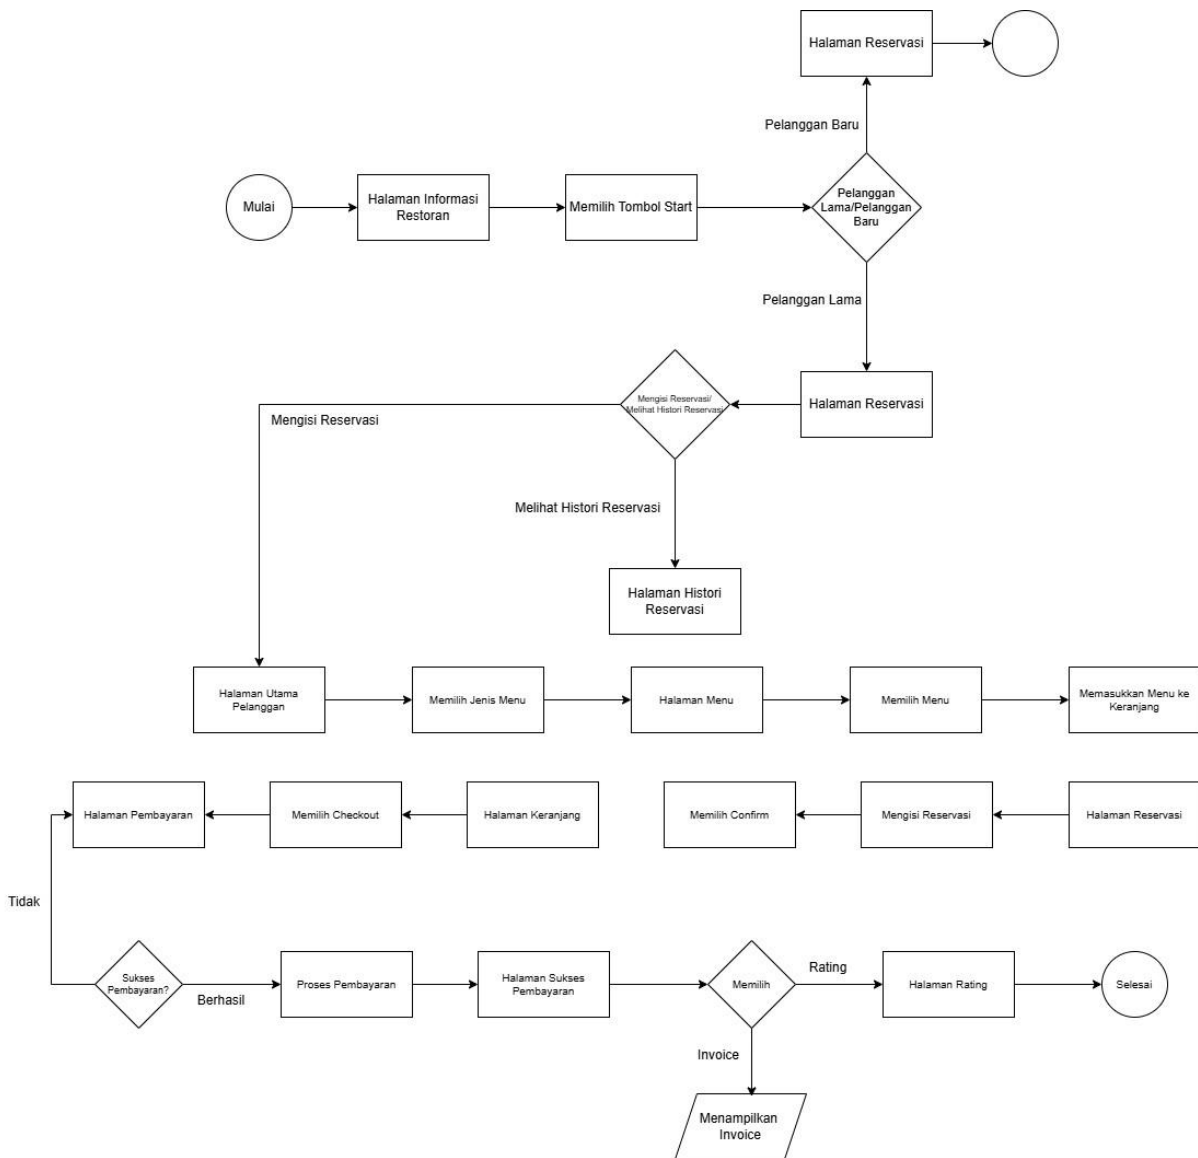 Halaman Reservasi
Pelanggan Baru
Mulai
Halaman Informasi
Restoran
Memilih Tombol Start
Pelanggan
Lama/Pelanggan
Baru
Pelanggan Lama
Mengisi Reservasi/
Melihat Histori Reservasi
Halaman Reservasi
Mengisi Reservasi
Melihat Histori Reservasi
Halaman Histori
Reservasi
Halaman Utama
Pelanggan
Memilih Jenis Menu
Halaman Menu
Memilih Menu
Memasukkan Menu ke
Keranjang
Halaman Pembayaran
Memilih Checkout
Halaman Keranjang
Memilih Confirm
Mengisi Reservasi
Halaman Reservasi
Tidak
Sukses
Pembayaran?
Berhasil
Proses Pembayaran
Halaman Sukses
Pembayaran
Memilih
Rating
Halaman Rating
Selesai
Invoice
Menampilkan
Invoice